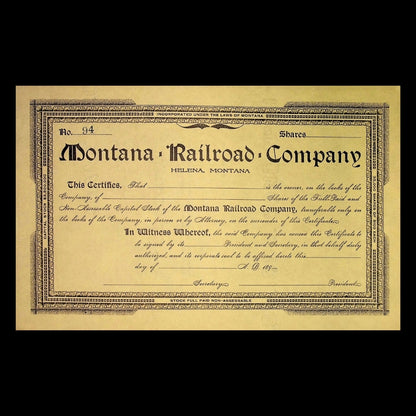 INCORPORATED UNDER THE LAWS OF MONTANA
No. 94 Shares
Montana Railroad Company
HELENA, MONTANA
This Certifies, That is the owner, on the books of the
Company, of Shares of the Full Paid and
Non-Assessable Capital Stock of the Montana Railroad Company, transferable only on
the books of the Company, in person or by Attorney, on the surrender of this Certificate.
In Witness Whereof, the said Company has caused this Certificate to
be signed by its President and Secretary, in that behalf duly
authorized, and its corporate seal to be affixed hereto this
day of A. D. 189
Secretary. President.
STOCK FULL PAID NON-ASSESSABLE